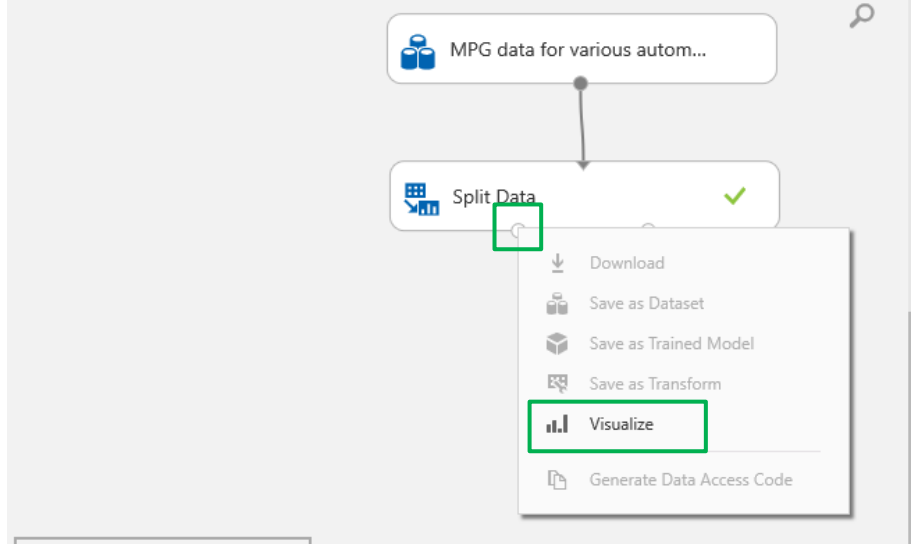 MPG data for various autom...
Split Data
Download
Save as Dataset
Save as Trained Model
Save as Transform
Visualize
Generate Data Access Code